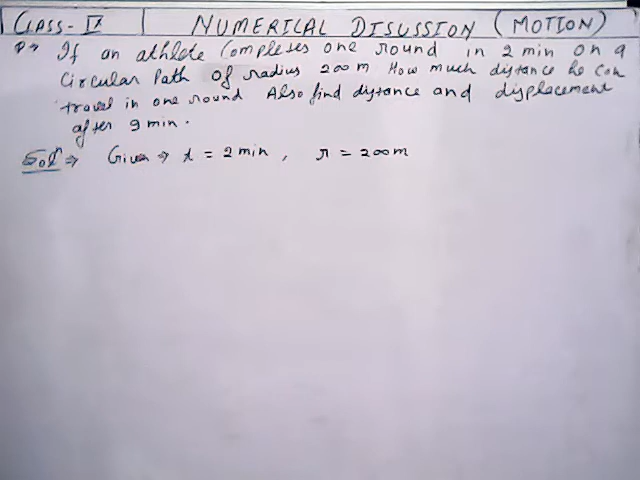 CLASS- IX NUMERICAL DISUSSION (MOTION)
Q⇒ If an athlete Completes one round in 2 min on a
Circular Path of radius 200 m How much distance he can
travel in one round Also find distance and displacement
after 9 min.
Solⁿ ⇒ Given ⇒ t = 2 min , r = 200 m